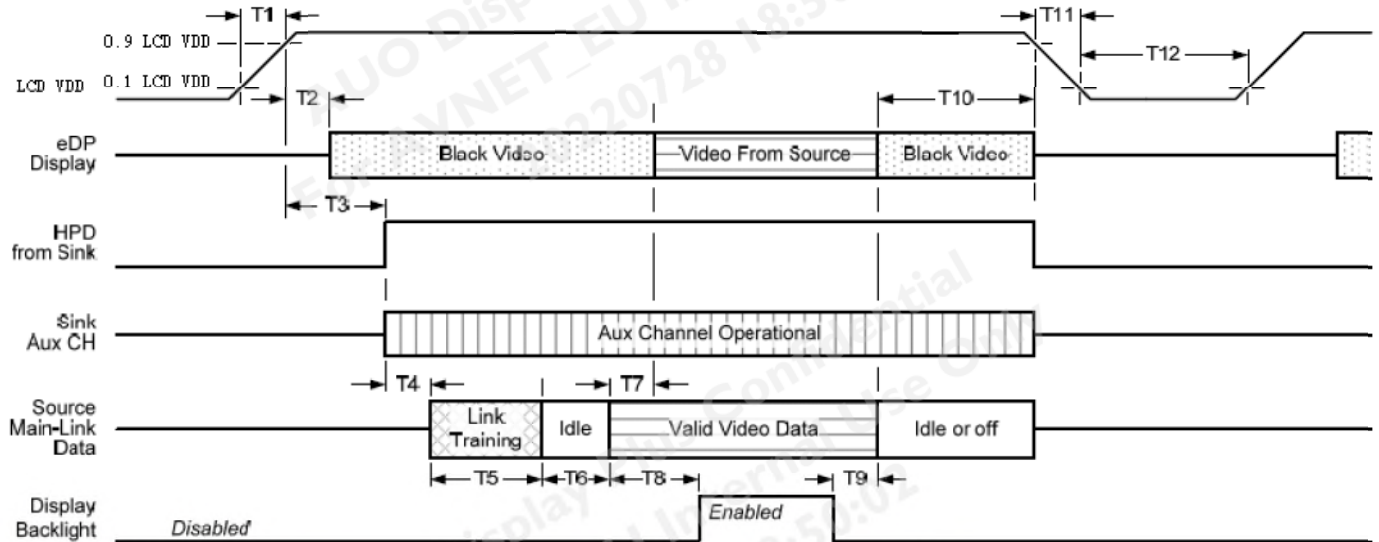 T1
T11
0.9 LCD VDD
T12
LCD VDD
0.1 LCD VDD
T2
T10
eDP
Display
Black Video
Video From Source
Black Video
T3
HPD
from Sink
Sink
Aux CH
Aux Channel Operational
T4
T7
Source
Main-Link
Data
Link
Training
Idle
Valid Video Data
Idle or off
T5
T6
T8
T9
Display
Backlight
Disabled
Enabled